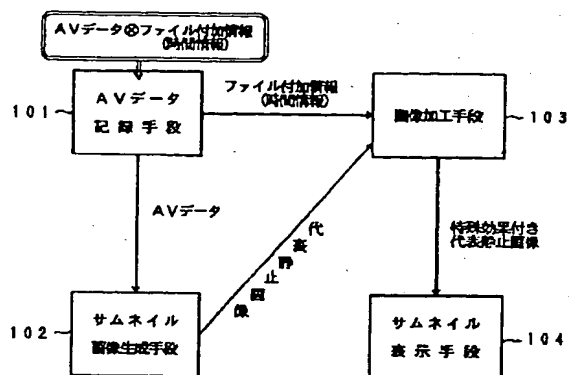 AVデータ⊗ファイル付加情報
(時間情報)
101
AVデータ
記録手段
ファイル付加情報
(時間情報)
画像加工手段
103
AVデータ
代表静止画像
特殊効果付き
代表静止画像
102
サムネイル
画像生成手段
サムネイル
表示手段
104